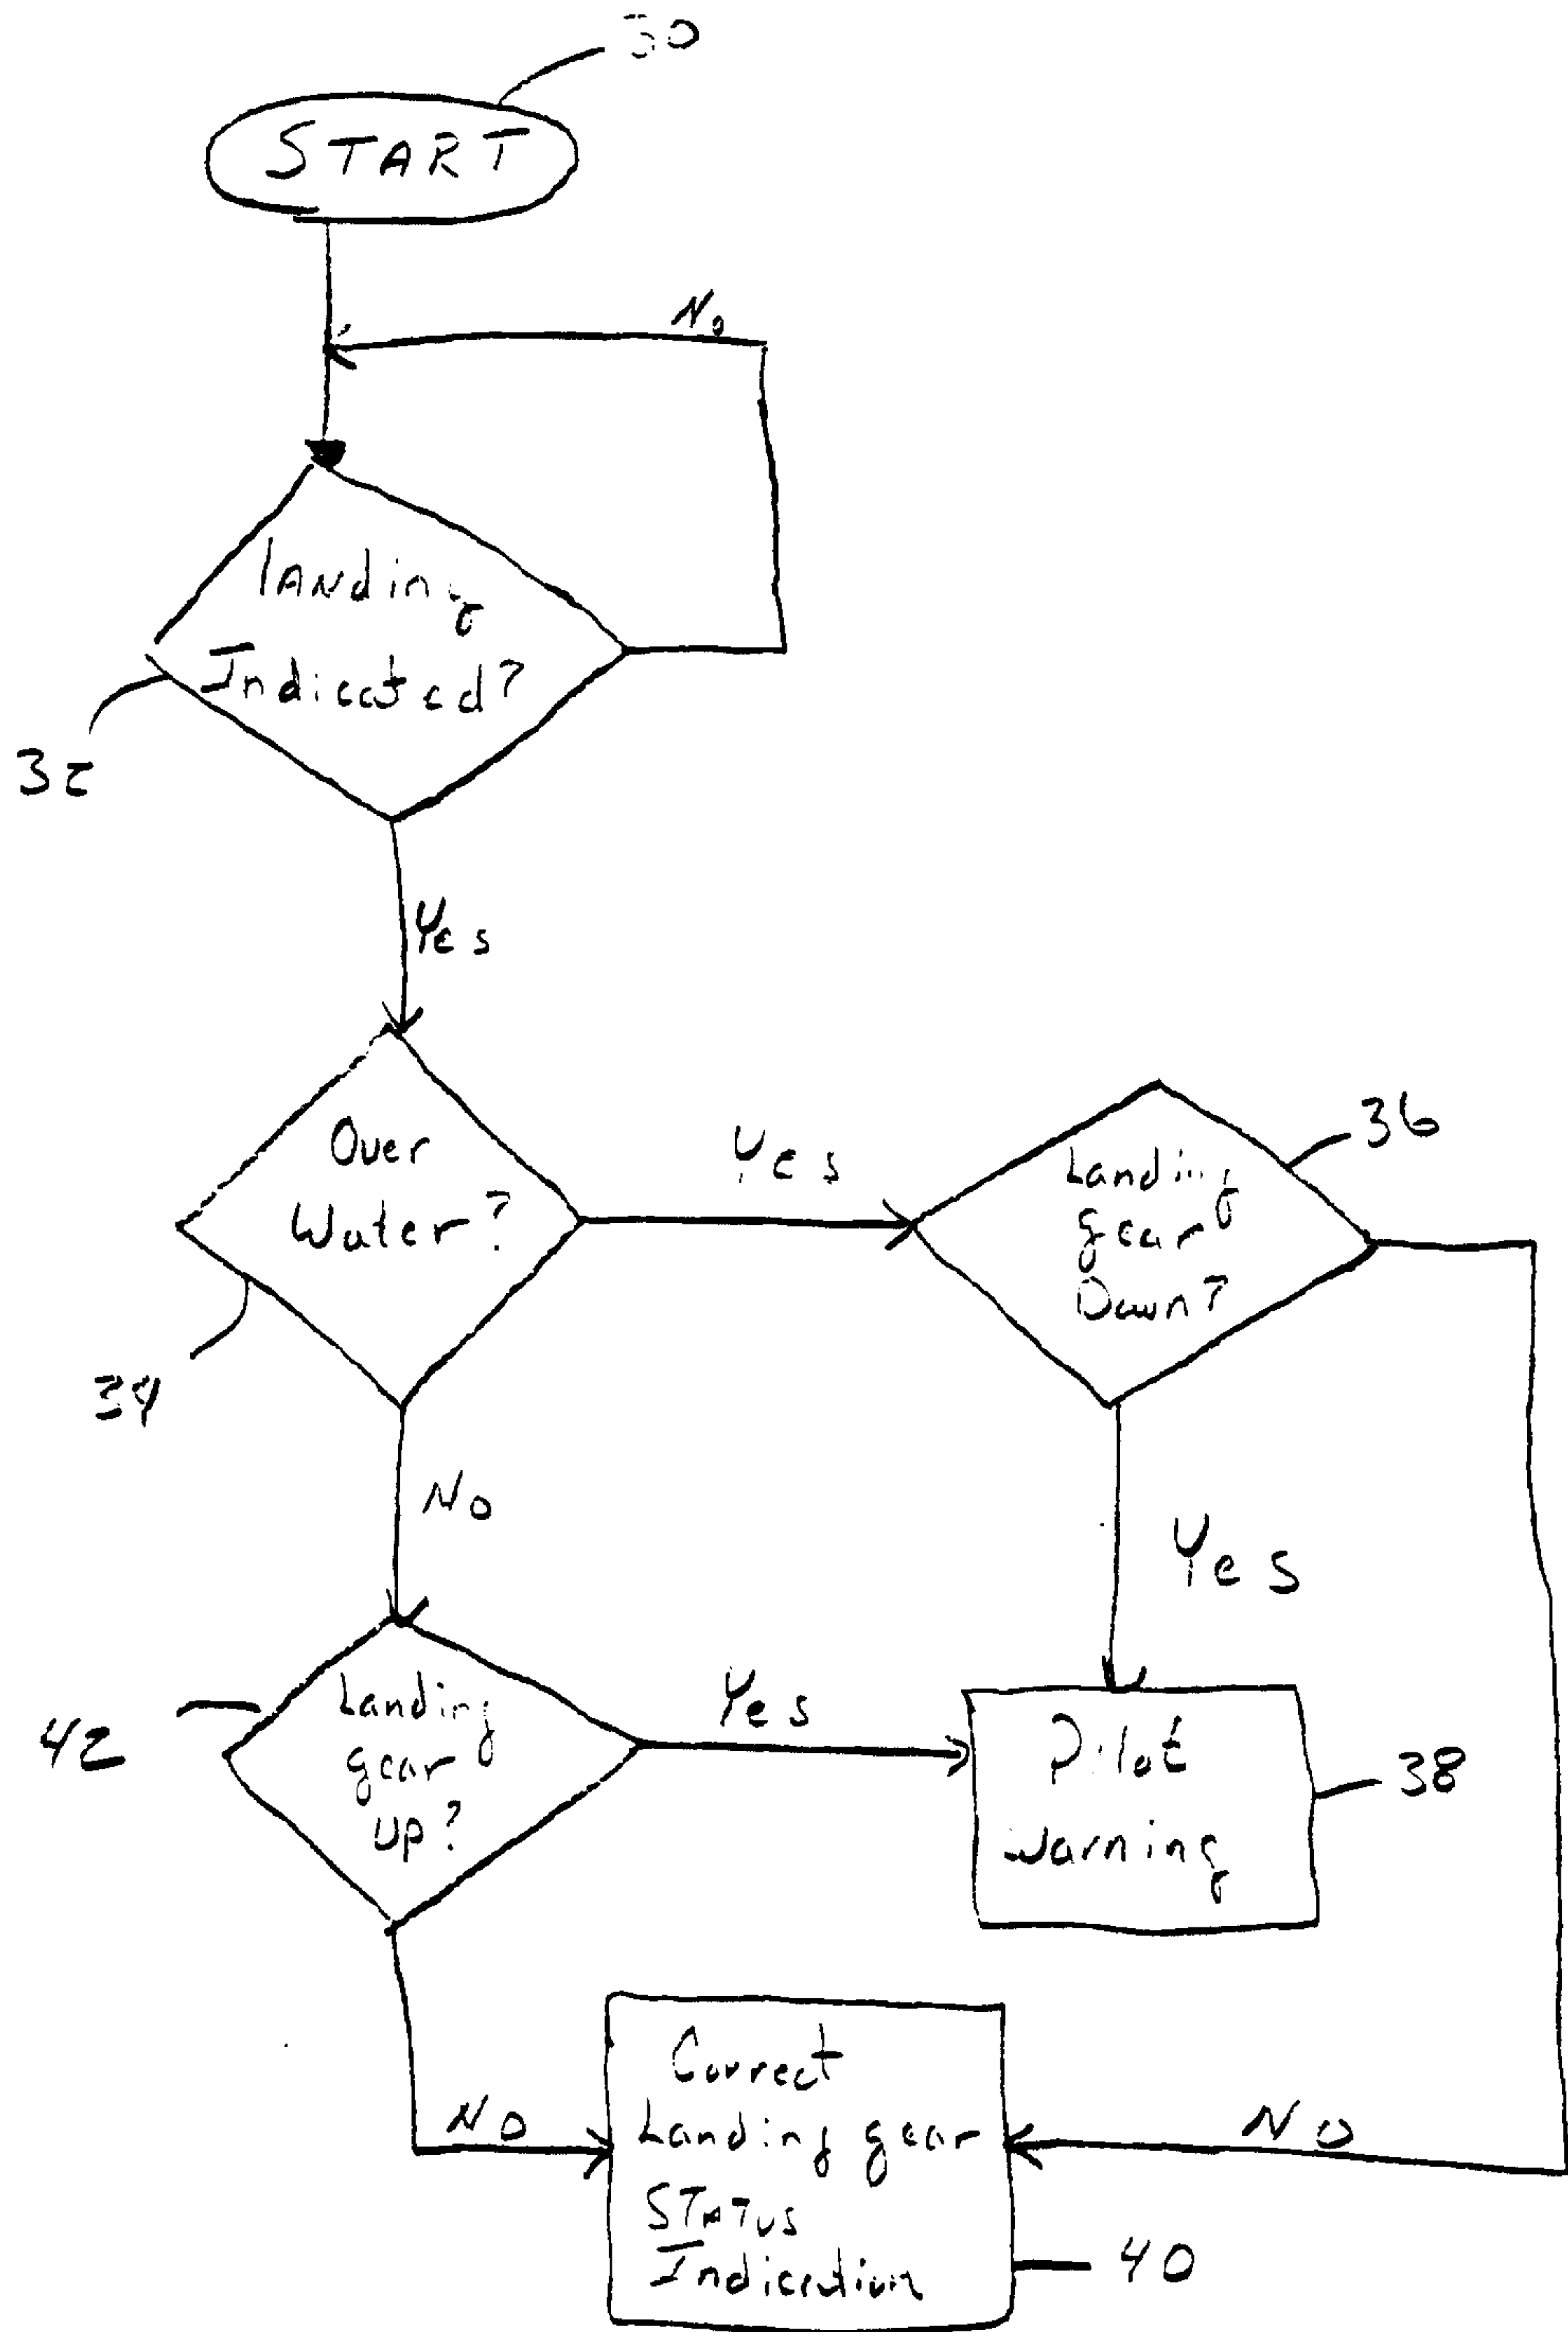 30
START
No
Landing
Indicated?
32
Yes
Over
Water?
34
Yes
Landing
gear
Down?
36
No
Yes
Landing
gear
up?
42
Yes
Pilot
Warning
38
No
Correct
Landing gear
Status
Indication
40
No